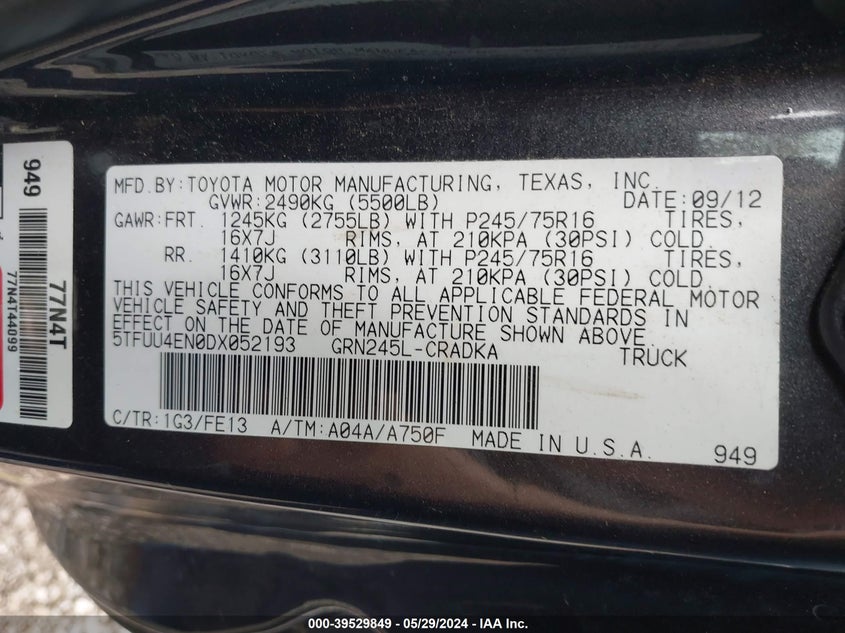 MFD.BY:TOYOTA MOTOR MANUFACTURING, TEXAS, INC.
GVWR:2490KG (5500LB) DATE:09/12
GAWR:FRT. 1245KG (2755LB) WITH P245/75R16 TIRES,
16X7J RIMS, AT 210KPA (30PSI) COLD.
RR. 1410KG (3110LB) WITH P245/75R16 TIRES,
16X7J RIMS, AT 210KPA (30PSI) COLD.
THIS VEHICLE CONFORMS TO ALL APPLICABLE FEDERAL MOTOR
VEHICLE SAFETY AND THEFT PREVENTION STANDARDS IN
EFFECT ON THE DATE OF MANUFACTURE SHOWN ABOVE.
5TFUU4EN0DX052193 GRN245L-CRADKA TRUCK
C/TR:1G3/FE13 A/TM:A04A/A750F MADE IN U.S.A. 949
949
77N4T
77N4T44099
000-39529849 - 05/29/2024 - IAA Inc.